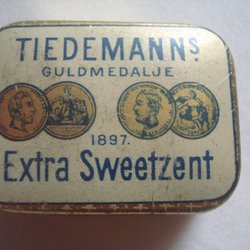 TIEDEMANNS.
GULDMEDALJE
1897.
Extra Sweetzent